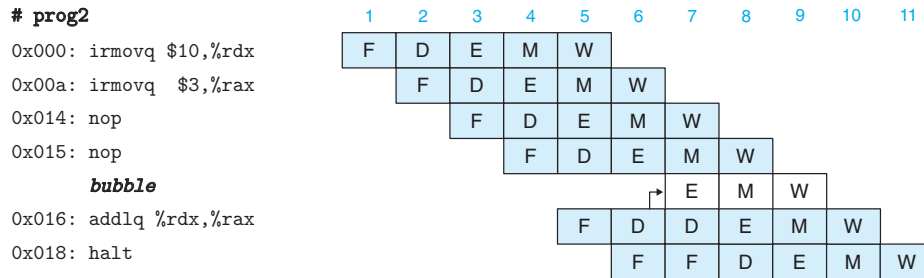 # prog2 1 2 3 4 5 6 7 8 9 10 11
0x000: irmovq $10,%rdx F D E M W
0x00a: irmovq $3,%rax F D E M W
0x014: nop F D E M W
0x015: nop F D E M W
bubble E M W
0x016: addlq %rdx,%rax F D D E M W
0x018: halt F F D E M W